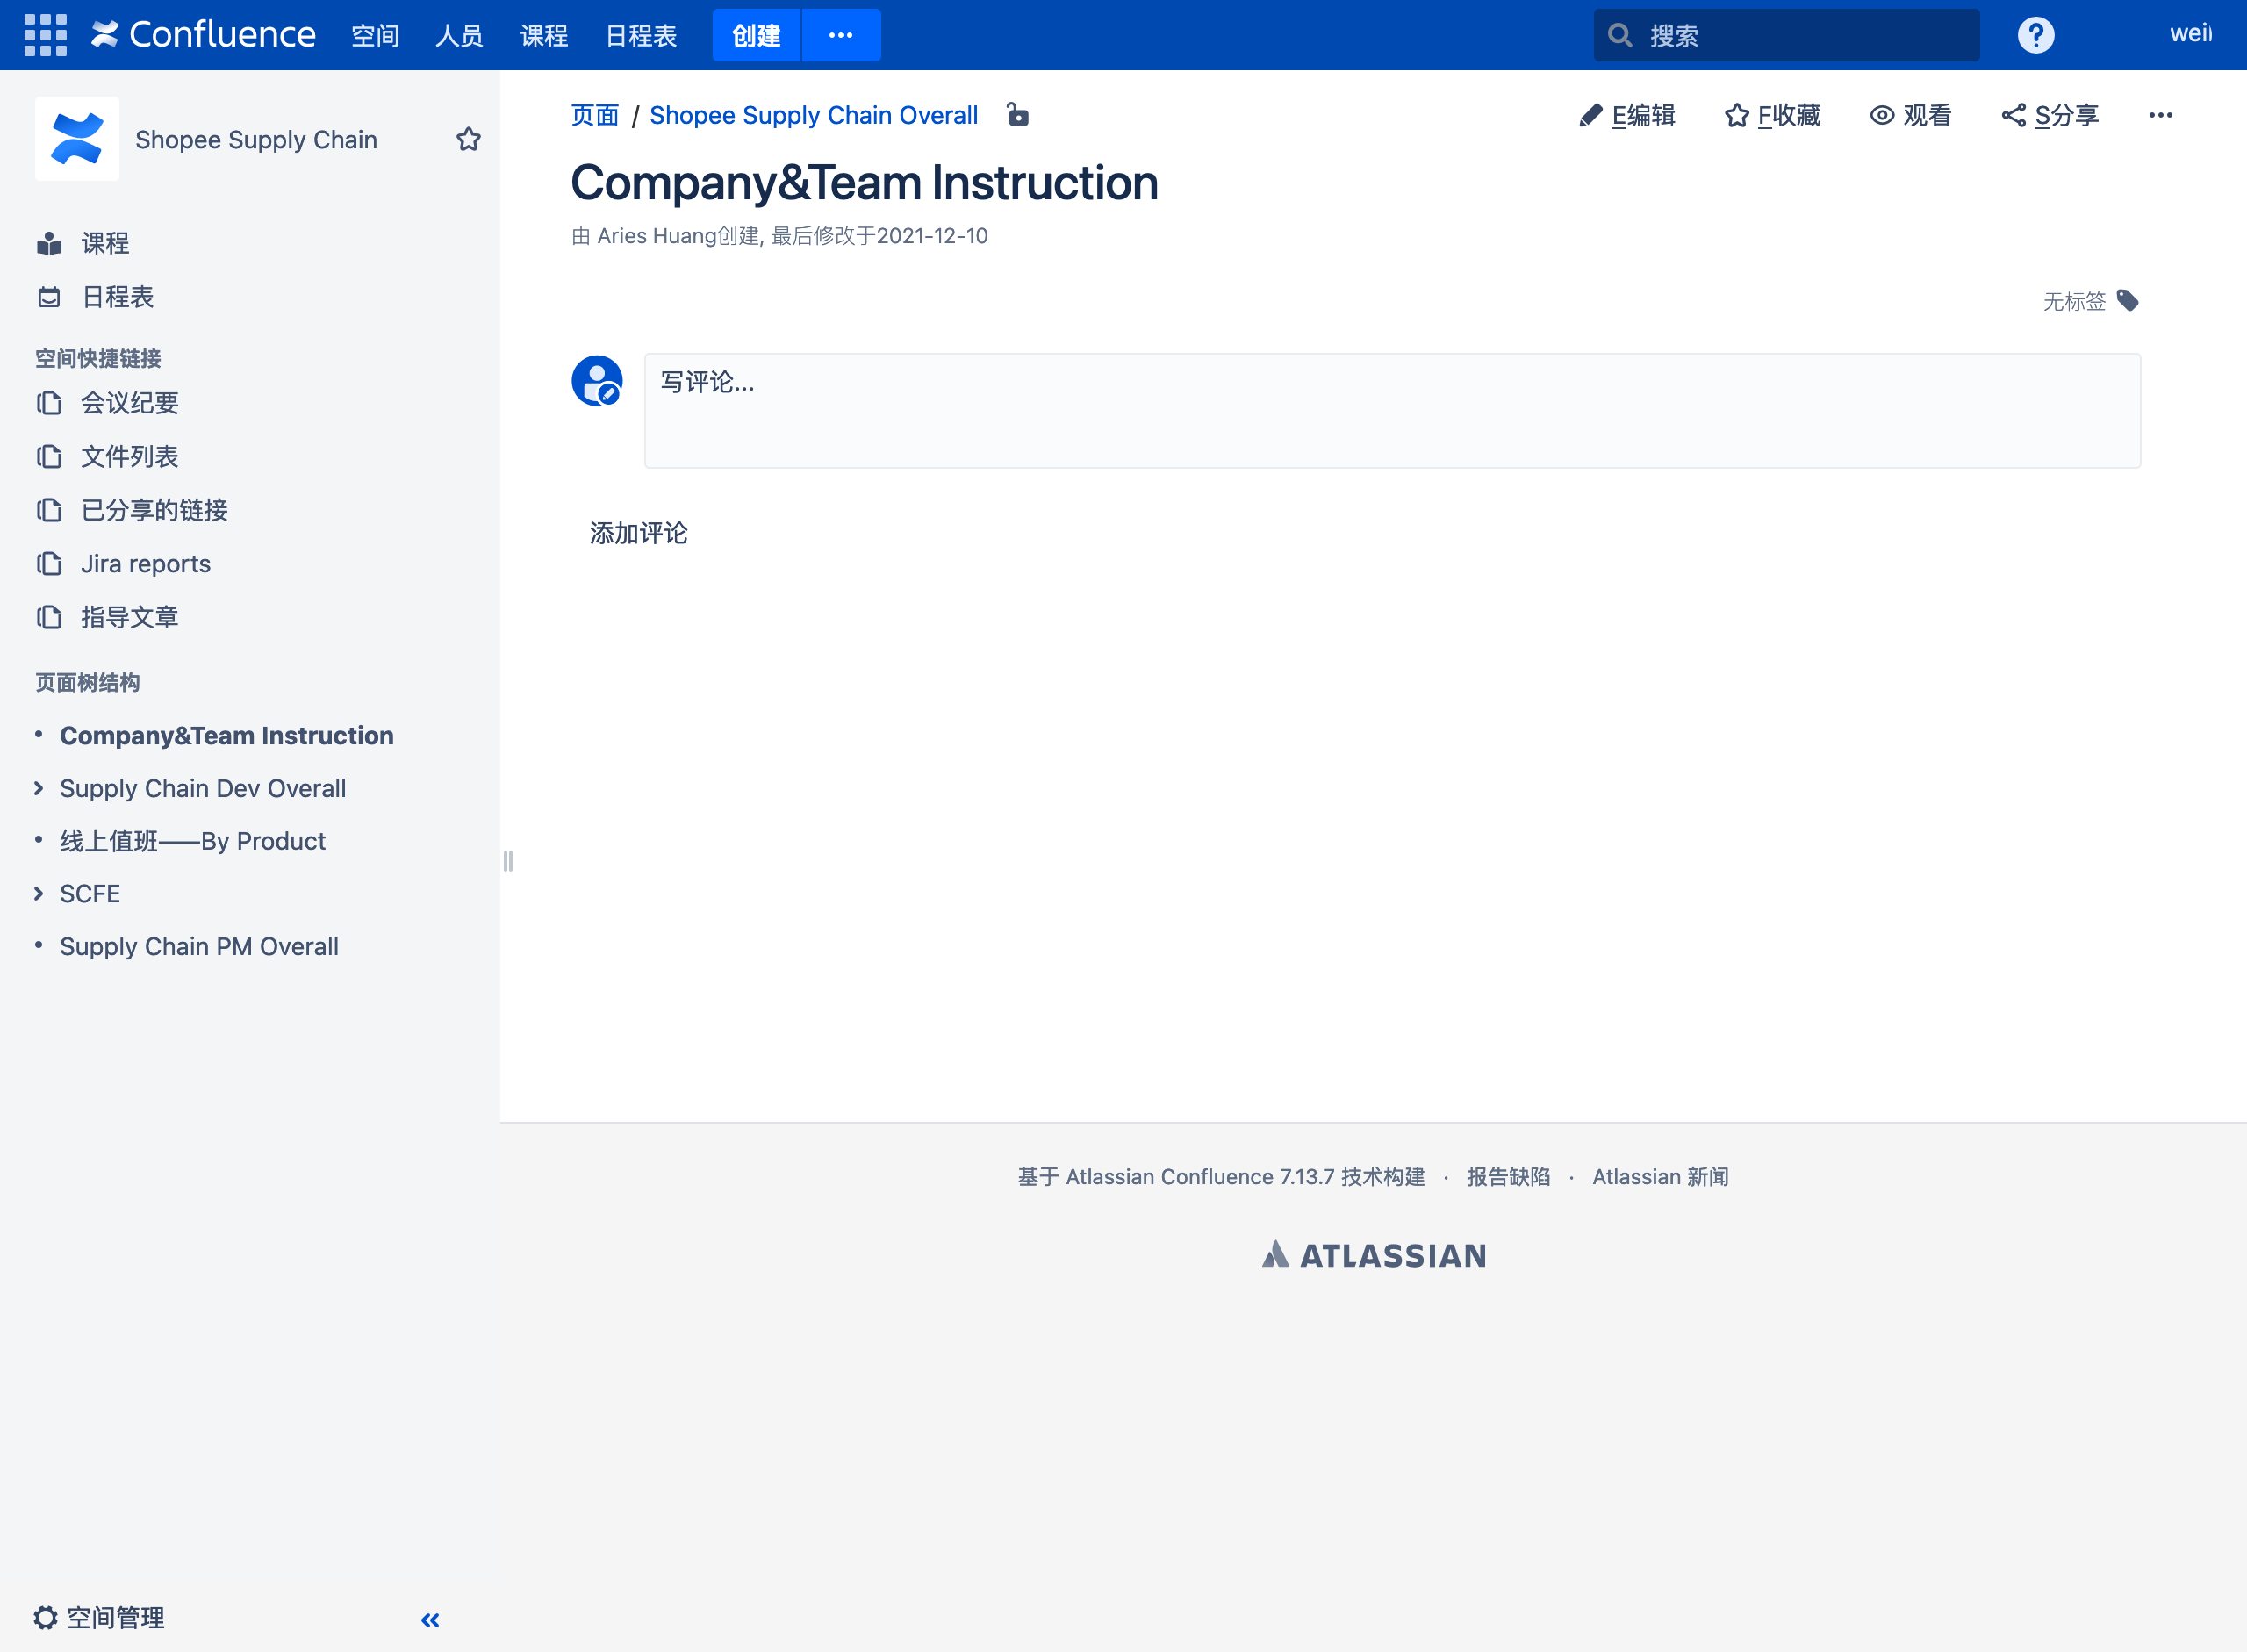 Confluence 空间 人员 课程 日程表 创建 ··· 搜索 ?
Shopee Supply Chain
课程
日程表
空间快捷链接
会议纪要
文件列表
已分享的链接
Jira reports
指导文章
页面树结构
• Company&Team Instruction
Supply Chain Dev Overall
• 线上值班——By Product
SCFE
• Supply Chain PM Overall
空间管理
页面 / Shopee Supply Chain Overall
E编辑 F收藏 观看 S分享 ···
Company&Team Instruction
由 Aries Huang创建, 最后修改于2021-12-10
无标签
写评论...
添加评论
基于 Atlassian Confluence 7.13.7 技术构建 · 报告缺陷 · Atlassian 新闻
ATLASSIAN